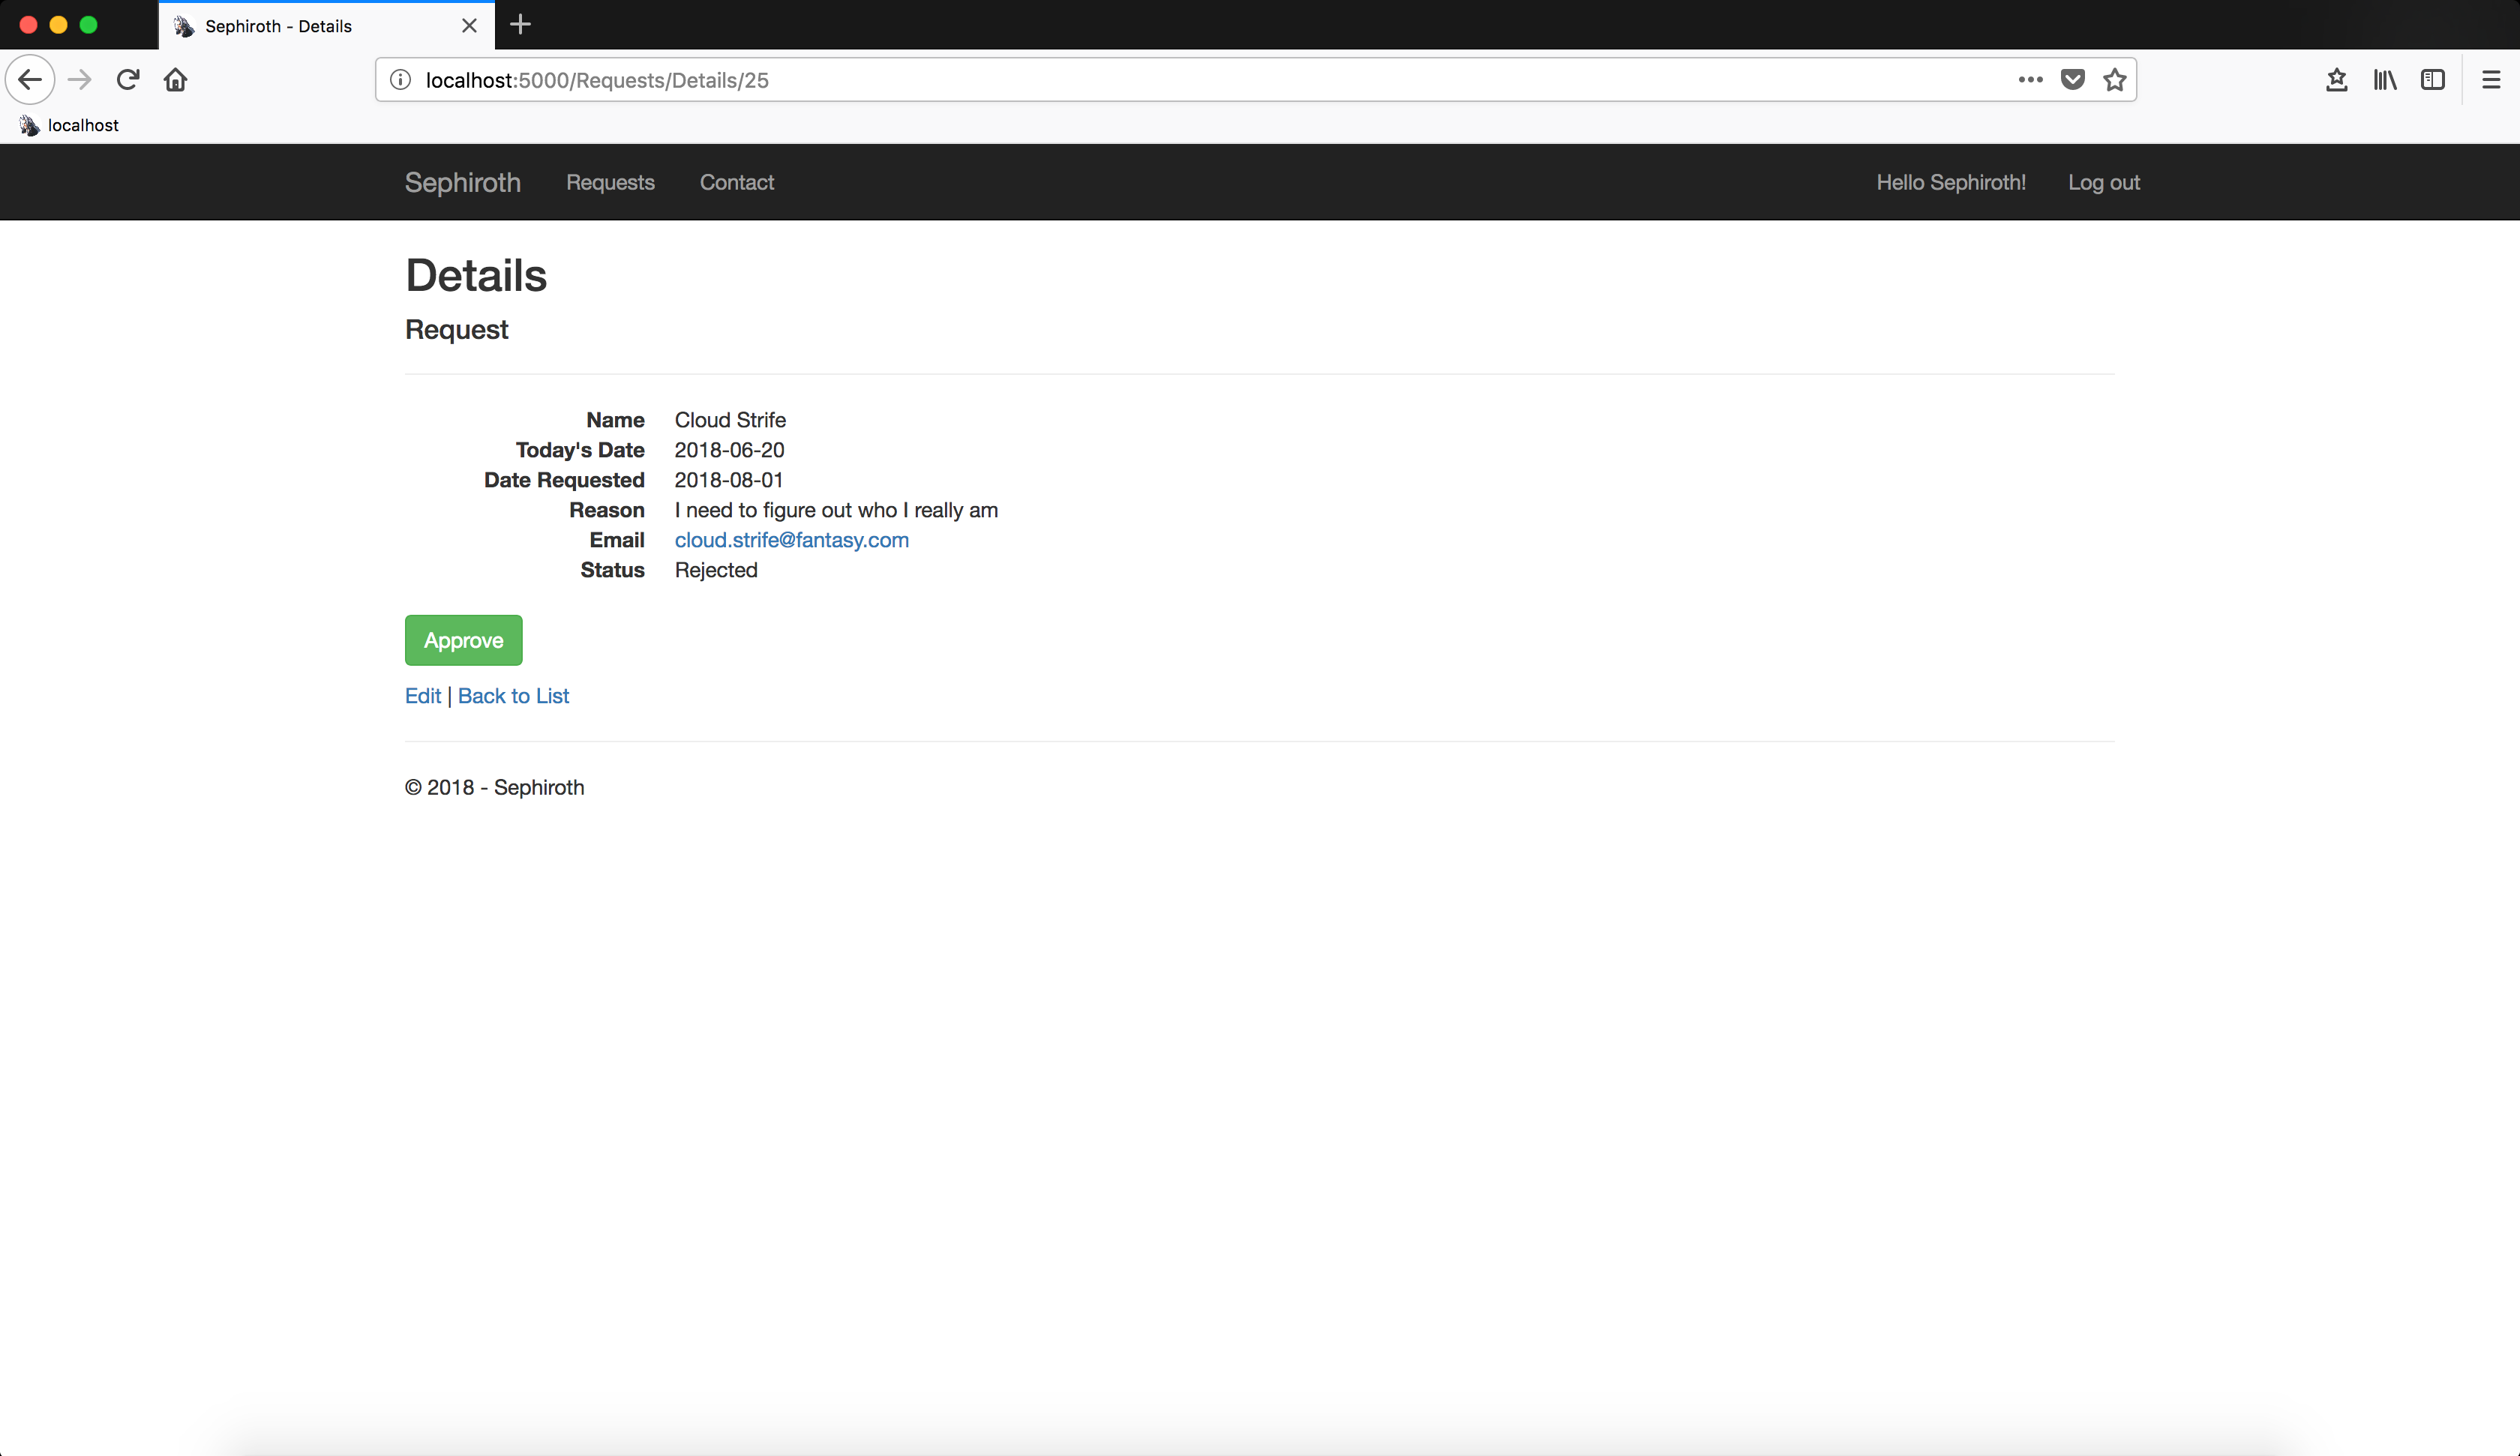 Sephiroth - Details
localhost:5000/Requests/Details/25
localhost
Sephiroth Requests Contact Hello Sephiroth! Log out
Details
Request
Name Cloud Strife
Today's Date 2018-06-20
Date Requested 2018-08-01
Reason I need to figure out who I really am
Email cloud.strife@fantasy.com
Status Rejected
Approve
Edit | Back to List
© 2018 - Sephiroth